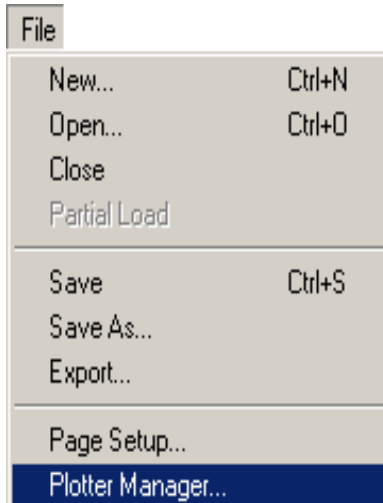 File
New... Ctrl+N
Open... Ctrl+O
Close
Partial Load
Save Ctrl+S
Save As...
Export...
Page Setup...
Plotter Manager...